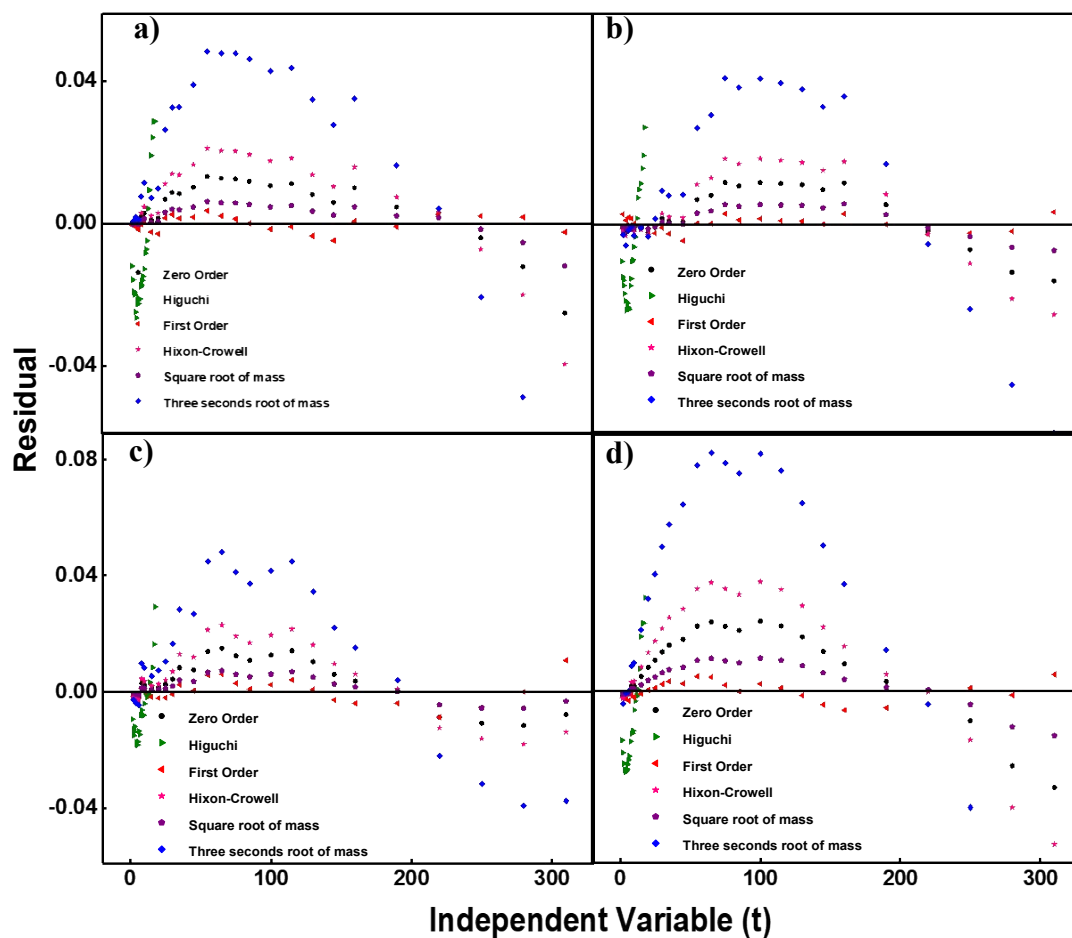 a)
b)
0.04
0.00
-0.04
Zero Order
Higuchi
First Order
Hixon-Crowell
Square root of mass
Three seconds root of mass
Zero Order
Higuchi
First Order
Hixon-Crowell
Square root of mass
Three seconds root of mass
Residual
c)
d)
0.08
0.04
0.00
-0.04
Zero Order
Higuchi
First Order
Hixon-Crowell
Square root of mass
Three seconds root of mass
Zero Order
Higuchi
First Order
Hixon-Crowell
Square root of mass
Three seconds root of mass
0 100 200 300 0 100 200 300
Independent Variable (t)